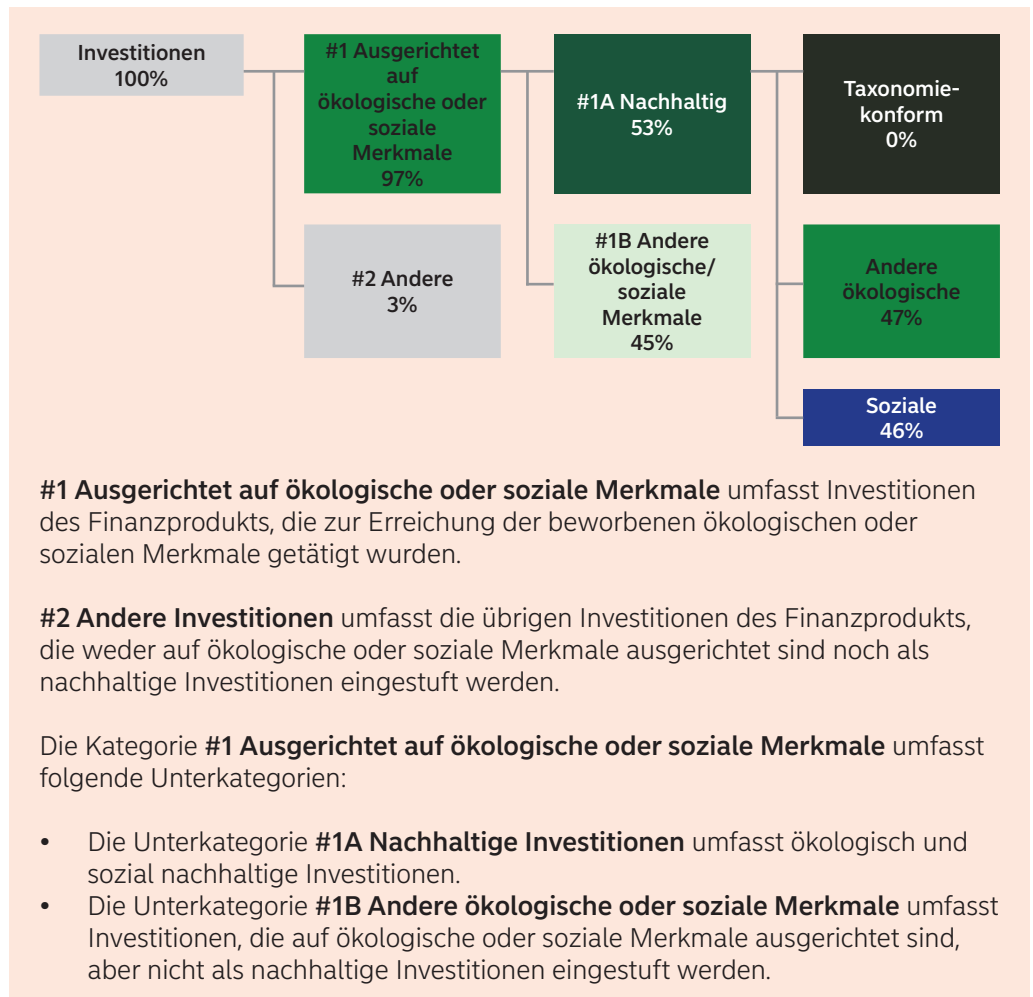 Investitionen
100%
#1 Ausgerichtet
auf
ökologische oder
soziale
Merkmale
97%
#1A Nachhaltig
53%
Taxonomie-
konform
0%
#2 Andere
3%
#1B Andere
ökologische/
soziale
Merkmale
45%
Andere
ökologische
47%
Soziale
46%
#1 Ausgerichtet auf ökologische oder soziale Merkmale umfasst Investitionen
des Finanzprodukts, die zur Erreichung der beworbenen ökologischen oder
sozialen Merkmale getätigt wurden.
#2 Andere Investitionen umfasst die übrigen Investitionen des Finanzprodukts,
die weder auf ökologische oder soziale Merkmale ausgerichtet sind noch als
nachhaltige Investitionen eingestuft werden.
Die Kategorie #1 Ausgerichtet auf ökologische oder soziale Merkmale umfasst
folgende Unterkategorien:
• Die Unterkategorie #1A Nachhaltige Investitionen umfasst ökologisch und
sozial nachhaltige Investitionen.
• Die Unterkategorie #1B Andere ökologische oder soziale Merkmale umfasst
Investitionen, die auf ökologische oder soziale Merkmale ausgerichtet sind,
aber nicht als nachhaltige Investitionen eingestuft werden.